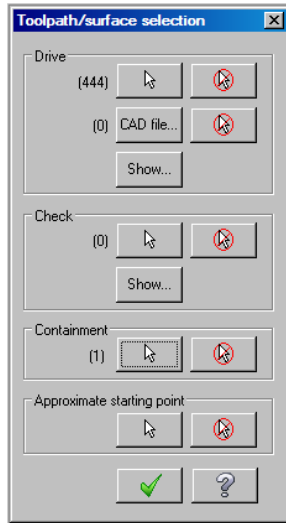 Toolpath/surface selection
Drive
(444)
(0) CAD file...
Show...
Check
(0)
Show...
Containment
(1)
Approximate starting point